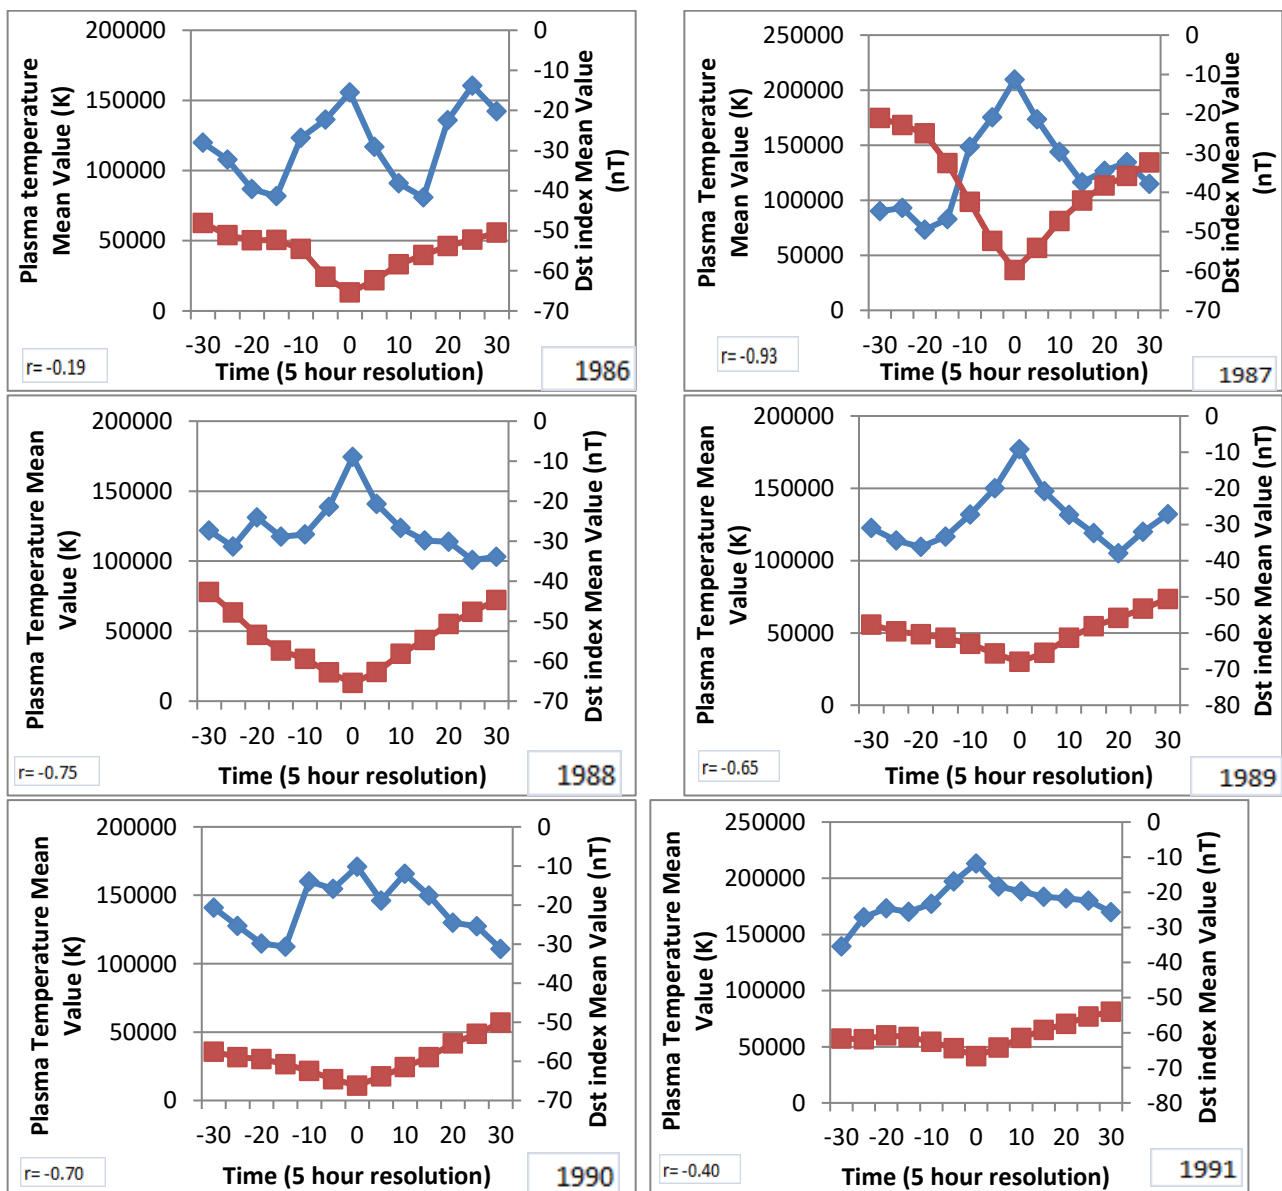 Plasma temperature
Mean Value (K)
200000
150000
100000
50000
0
0
-10
-20
-30
-40
-50
-60
-70
Dst index Mean Value
(nT)
-30 -20 -10 0 10 20 30
Time (5 hour resolution)
r= -0.19
1986
Plasma Temperature
Mean Value (K)
250000
200000
150000
100000
50000
0
0
-10
-20
-30
-40
-50
-60
-70
Dst index Mean Value
(nT)
-30 -20 -10 0 10 20 30
Time (5 hour resolution)
r= -0.93
1987
Plasma Temperature Mean
Value (K)
200000
150000
100000
50000
0
0
-10
-20
-30
-40
-50
-60
-70
Dst index Mean Value (nT)
-30 -20 -10 0 10 20 30
Time (5 hour resolution)
r= -0.75
1988
Plasma Temperature Mean
Value (K)
200000
150000
100000
50000
0
0
-10
-20
-30
-40
-50
-60
-70
-80
Dst index Mean Value (nT)
-30 -20 -10 0 10 20 30
Time (5 hour resolution)
r= -0.65
1989
Plasma Temperature Mean
Value (K)
200000
150000
100000
50000
0
0
-10
-20
-30
-40
-50
-60
-70
Dst index Mean Value (nT)
-30 -20 -10 0 10 20 30
Time (5 hour resolution)
r= -0.70
1990
Plasma Temperature Mean
Value (K)
250000
200000
150000
100000
50000
0
0
-10
-20
-30
-40
-50
-60
-70
-80
Dst index Mean Value (nT)
-30 -20 -10 0 10 20 30
Time (5 hour resolution)
r= -0.40
1991